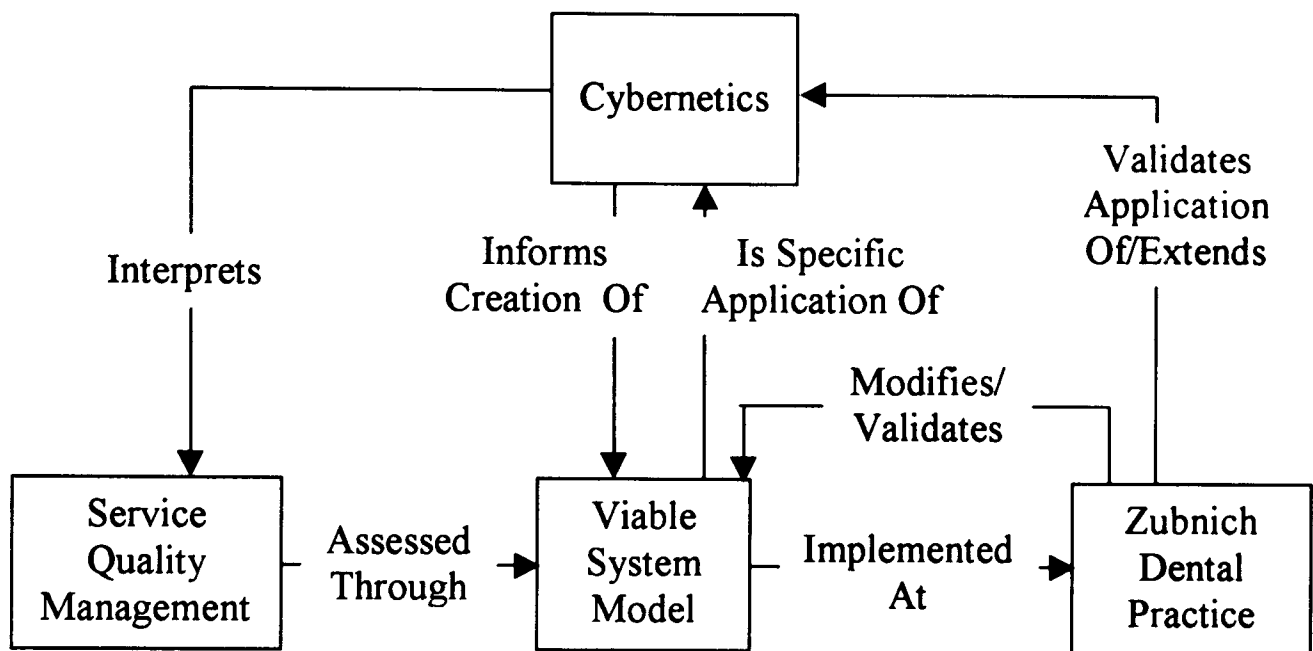 Cybernetics
Validates
Application
Of/Extends
Interprets
Informs
Creation Of
Is Specific
Application Of
Modifies/
Validates
Service
Quality
Management
Assessed
Through
Viable
System
Model
Implemented
At
Zubnich
Dental
Practice